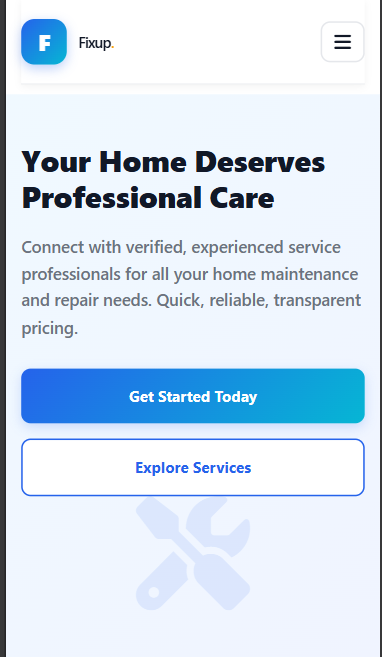 F
Fixup.
Your Home Deserves
Professional Care
Connect with verified, experienced service
professionals for all your home maintenance
and repair needs. Quick, reliable, transparent
pricing.
Get Started Today
Explore Services